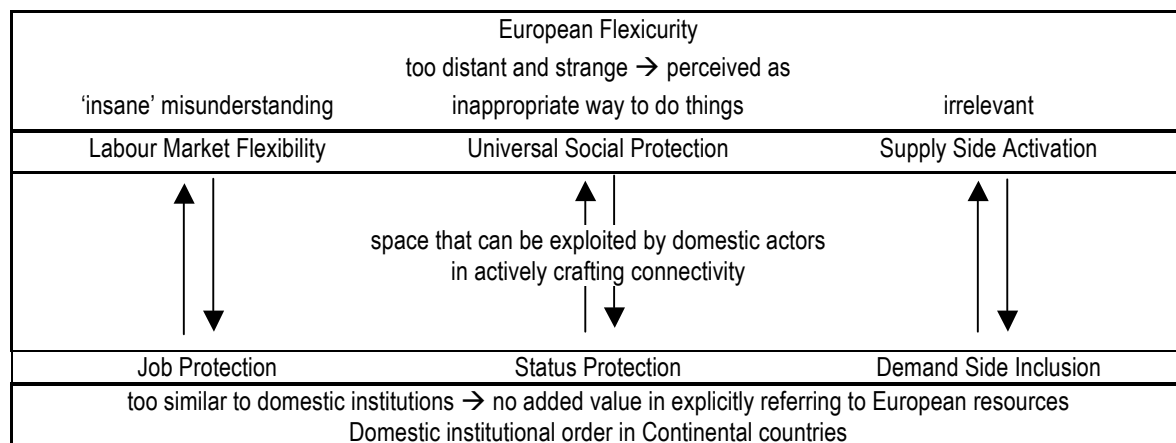 European Flexicurity
too distant and strange → perceived as
‘insane’ misunderstanding inappropriate way to do things irrelevant
Labour Market Flexibility Universal Social Protection Supply Side Activation
space that can be exploited by domestic actors
in actively crafting connectivity
Job Protection Status Protection Demand Side Inclusion
too similar to domestic institutions → no added value in explicitly referring to European resources
Domestic institutional order in Continental countries